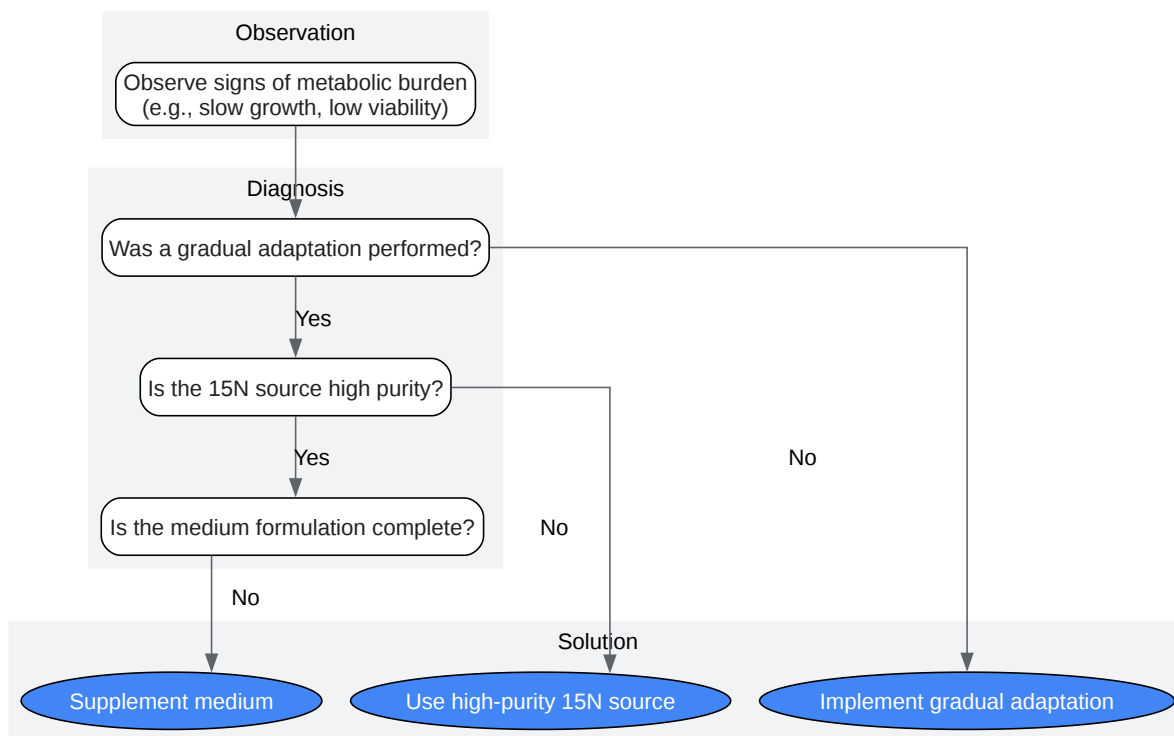 Observation
Observe signs of metabolic burden
(e.g., slow growth, low viability)
Diagnosis
Was a gradual adaptation performed?
Yes
Is the 15N source high purity?
Yes
No
Is the medium formulation complete?
No
No
Solution
Supplement medium
Use high-purity 15N source
Implement gradual adaptation